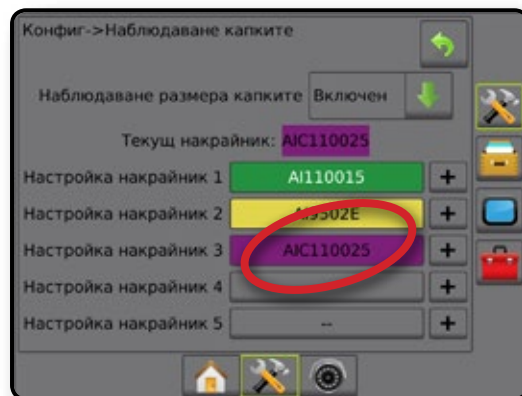 Конфиг->Наблюдаване капките
Наблюдаване размера капките Включен
Текущ накрайник: AIC110025
Настройка накрайник 1 AI110015 +
Настройка накрайник 2 AI9502E +
Настройка накрайник 3 AIC110025 +
Настройка накрайник 4 +
Настройка накрайник 5 -- +